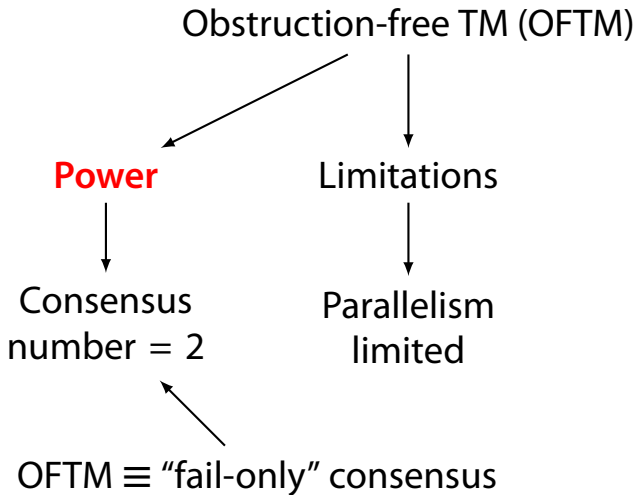 Obstruction-free TM (OFTM)
Power
Limitations
Consensus
number = 2
Parallelism
limited
OFTM ≡ “fail-only” consensus